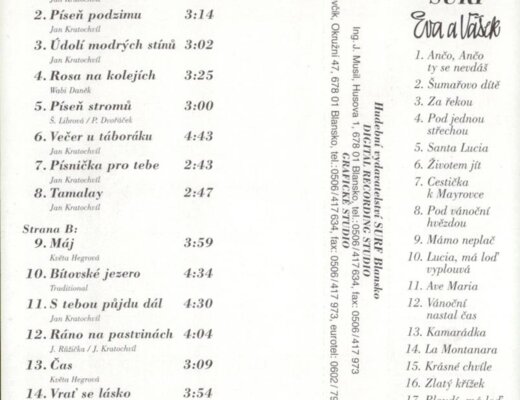 Jan Kratochvíl
2. Píseň podzimu 3:14
Jan Kratochvíl
3. Údolí modrých stínů 3:02
Jan Kratochvíl
4. Rosa na kolejích 3:25
Wabi Daněk
5. Píseň stromů 3:00
Š. Librová / P. Dvořáček
6. Večer u táboráku 4:43
Jan Kratochvíl
7. Písnička pro tebe 2:43
Jan Kratochvíl
8. Tamalay 2:47
Jan Kratochvíl
Strana B:
9. Máj 3:59
Květa Hegrová
10. Bítovské jezero 4:34
Traditional
11. S tebou půjdu dál 4:30
Jan Kratochvíl
12. Ráno na pastvinách 4:04
J. Růžička / J. Kratochvíl
13. Čas 3:09
Květa Hegrová
14. Vrať se lásko 3:54
Hudební vydavatelství SURF Blansko
DIGITÁL RECORDING STUDIO
GRAFICKÉ STUDIO
Ing. J. Musil, Husova 1, 678 01 Blansko, tel.: 0506/417 634, fax: 0506/417 973
Okružní 47, 678 01 Blansko, tel.: 0506/417 634, fax: 0506/417 973, eurotel: 0602/79
SURF
Eva a Vašek
1. Ančo, Ančo
ty se nevdáš
2. Šumařovo dítě
3. Za řekou
4. Pod jednou
střechou
5. Santa Lucia
6. Životem jít
7. Cestička
k Mayrovce
8. Pod vánoční
hvězdou
9. Mámo neplač
10. Lucia, má loď
vyplouvá
11. Ave Maria
12. Vánoční
nastal čas
13. Kamarádka
14. La Montanara
15. Krásné chvíle
16. Zlatý křížek
17.